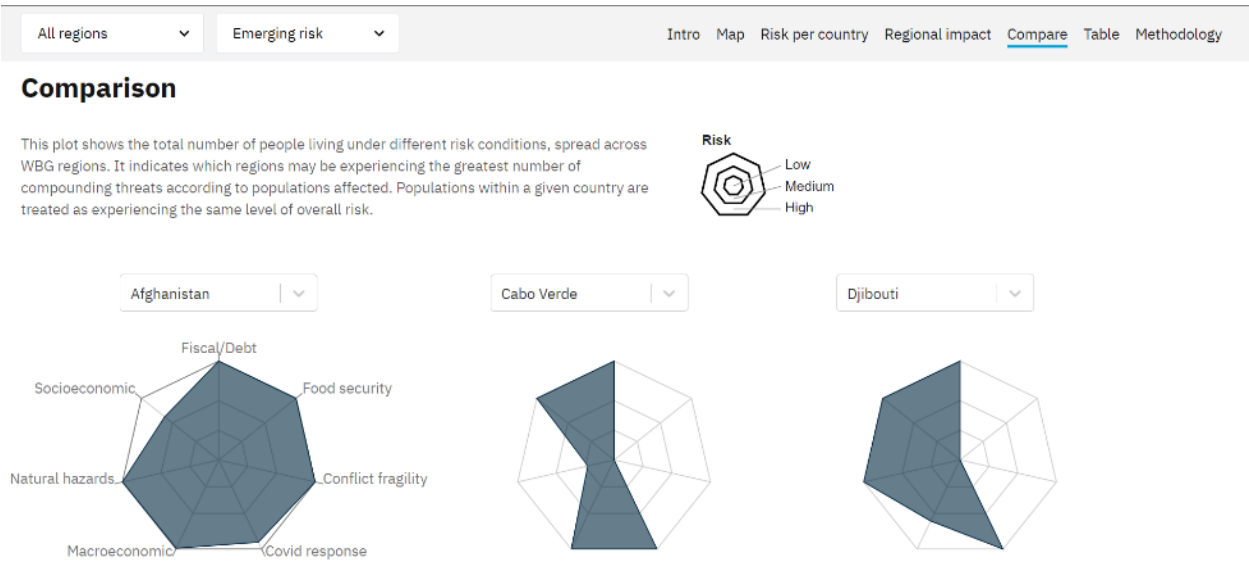 All regions
Emerging risk
Intro Map Risk per country Regional impact Compare Table Methodology
Comparison
This plot shows the total number of people living under different risk conditions, spread across
WBG regions. It indicates which regions may be experiencing the greatest number of
compounding threats according to populations affected. Populations within a given country are
treated as experiencing the same level of overall risk.
Risk
Low
Medium
High
Afghanistan
Cabo Verde
Djibouti
Fiscal/Debt
Socioeconomic
Food security
Natural hazards
Conflict fragility
Macroeconomic
Covid response